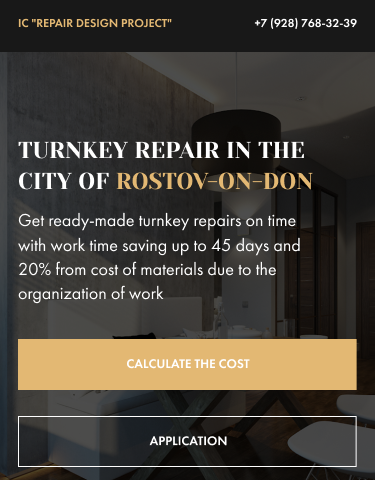 IC "REPAIR DESIGN PROJECT"
+7 (928) 768-32-39
TURNKEY REPAIR IN THE
CITY OF ROSTOV-ON-DON
Get ready-made turnkey repairs on time
with work time saving up to 45 days and
20% from cost of materials due to the
organization of work
CALCULATE THE COST
APPLICATION